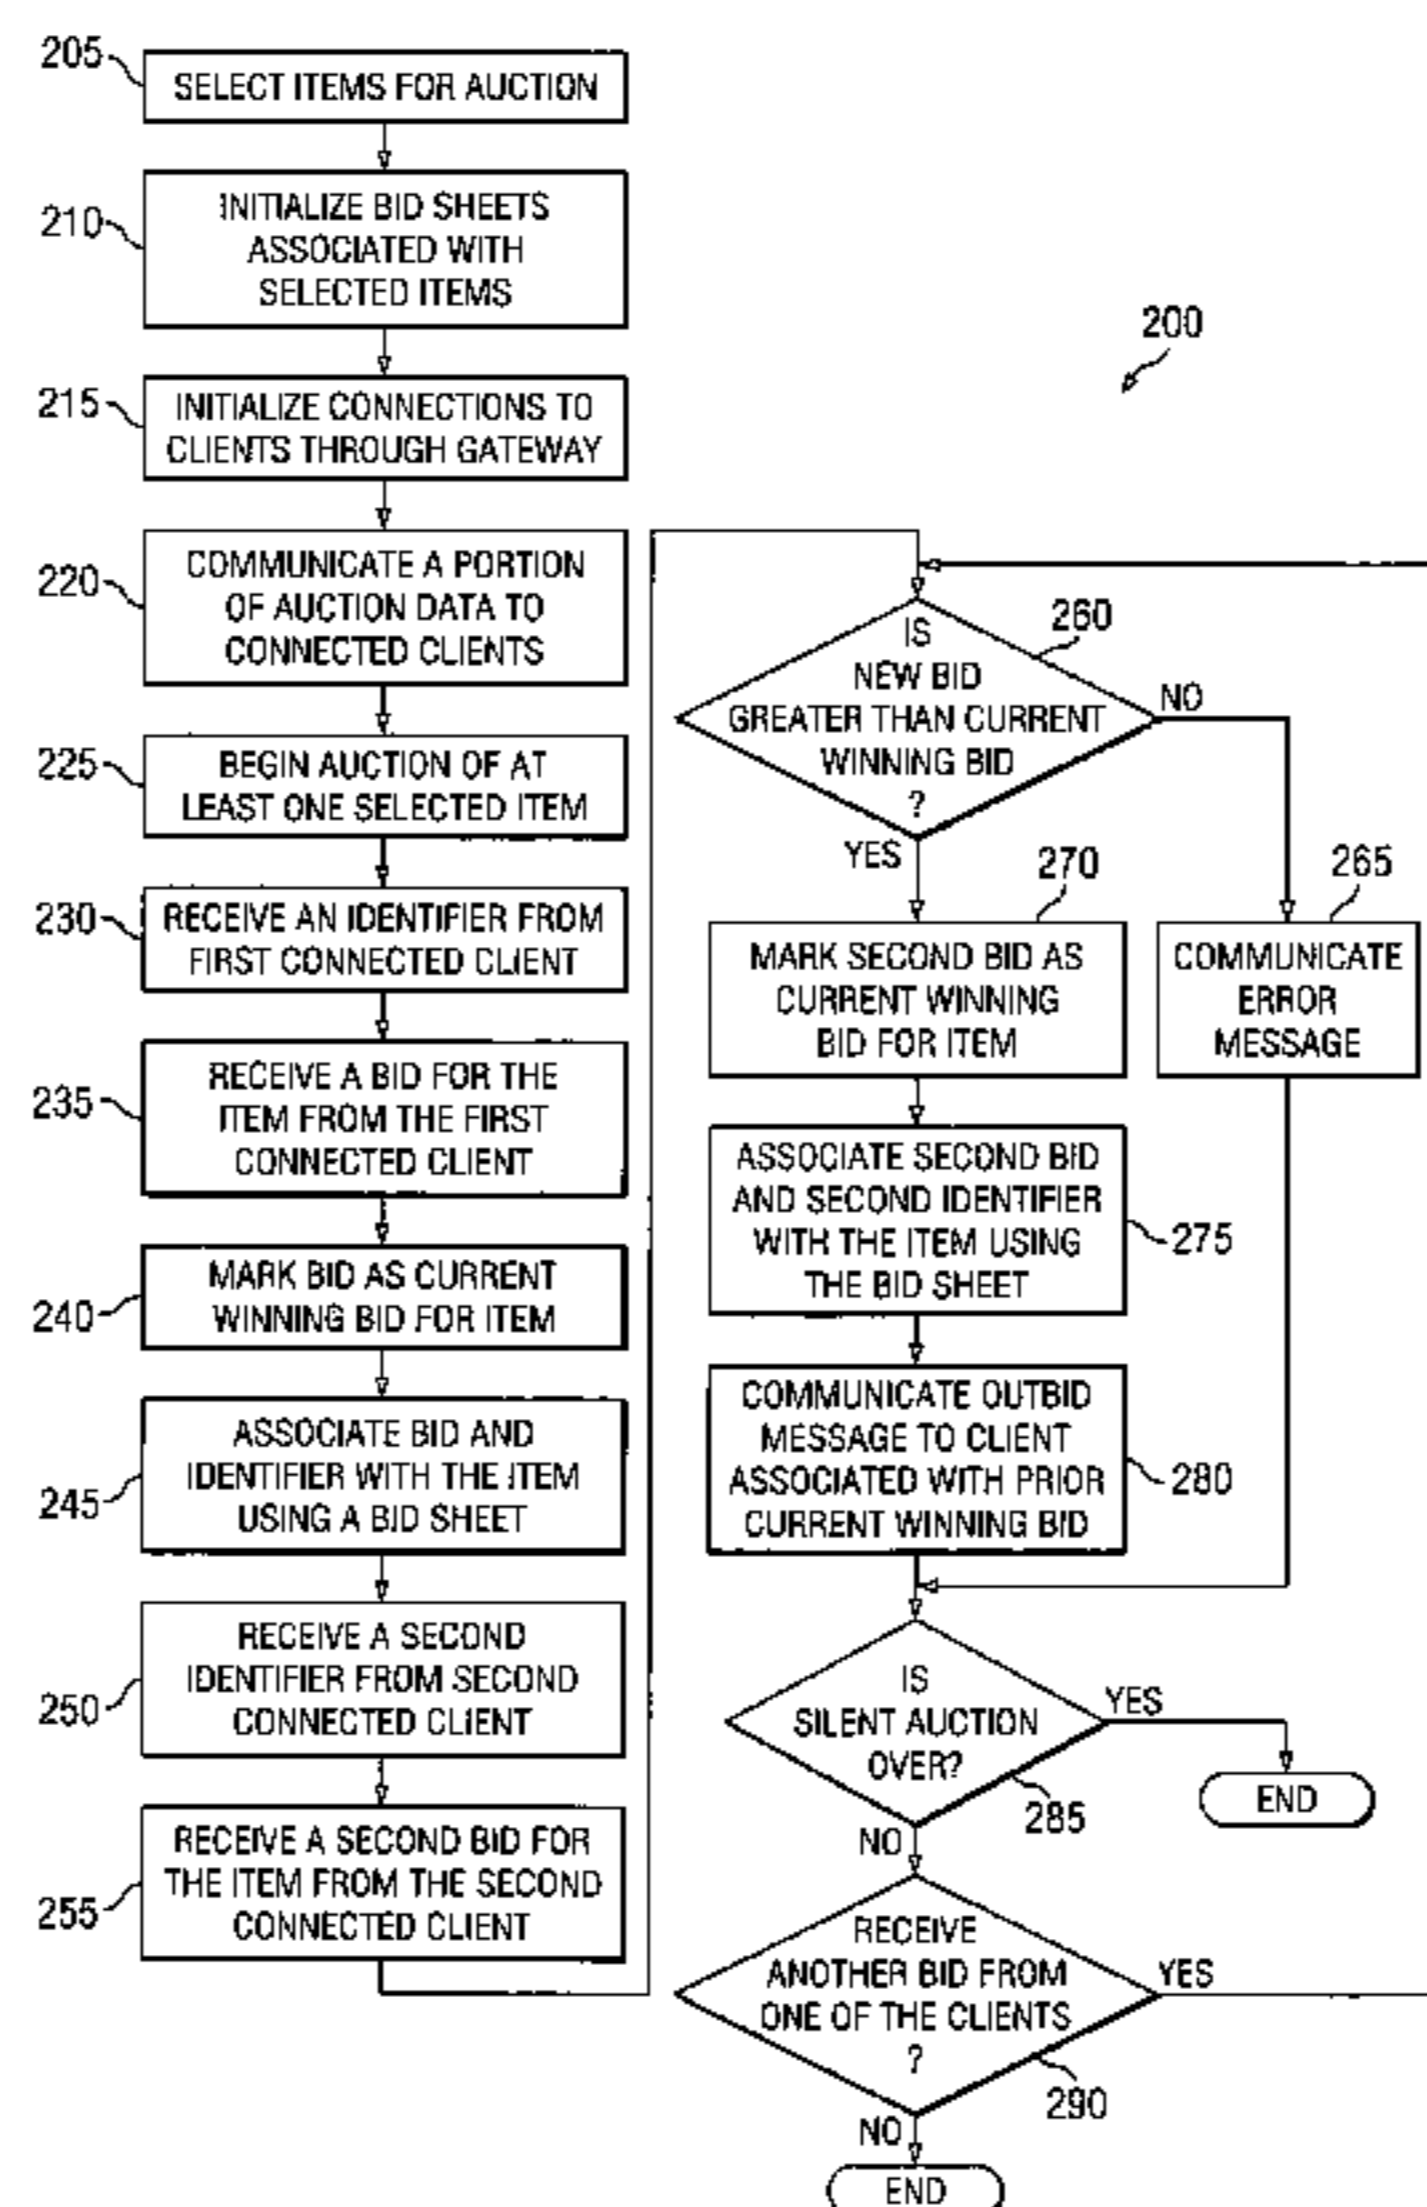 205
SELECT ITEMS FOR AUCTION
210
INITIALIZE BID SHEETS
ASSOCIATED WITH
SELECTED ITEMS
215
INITIALIZE CONNECTIONS TO
CLIENTS THROUGH GATEWAY
220
COMMUNICATE A PORTION
OF AUCTION DATA TO
CONNECTED CLIENTS
225
BEGIN AUCTION OF AT
LEAST ONE SELECTED ITEM
230
RECEIVE AN IDENTIFIER FROM
FIRST CONNECTED CLIENT
235
RECEIVE A BID FOR THE
ITEM FROM THE FIRST
CONNECTED CLIENT
240
MARK BID AS CURRENT
WINNING BID FOR ITEM
245
ASSOCIATE BID AND
IDENTIFIER WITH THE ITEM
USING A BID SHEET
250
RECEIVE A SECOND
IDENTIFIER FROM SECOND
CONNECTED CLIENT
255
RECEIVE A SECOND BID FOR
THE ITEM FROM THE SECOND
CONNECTED CLIENT
200
260
IS
NEW BID
GREATER THAN CURRENT
WINNING BID
?
NO
YES
270
MARK SECOND BID AS
CURRENT WINNING
BID FOR ITEM
265
COMMUNICATE
ERROR
MESSAGE
ASSOCIATE SECOND BID
AND SECOND IDENTIFIER
WITH THE ITEM USING
THE BID SHEET
275
COMMUNICATE OUTBID
MESSAGE TO CLIENT
ASSOCIATED WITH PRIOR
CURRENT WINNING BID
280
IS
SILENT AUCTION
OVER?
YES
285
END
NO
RECEIVE
ANOTHER BID FROM
ONE OF THE CLIENTS
?
YES
290
NO
END